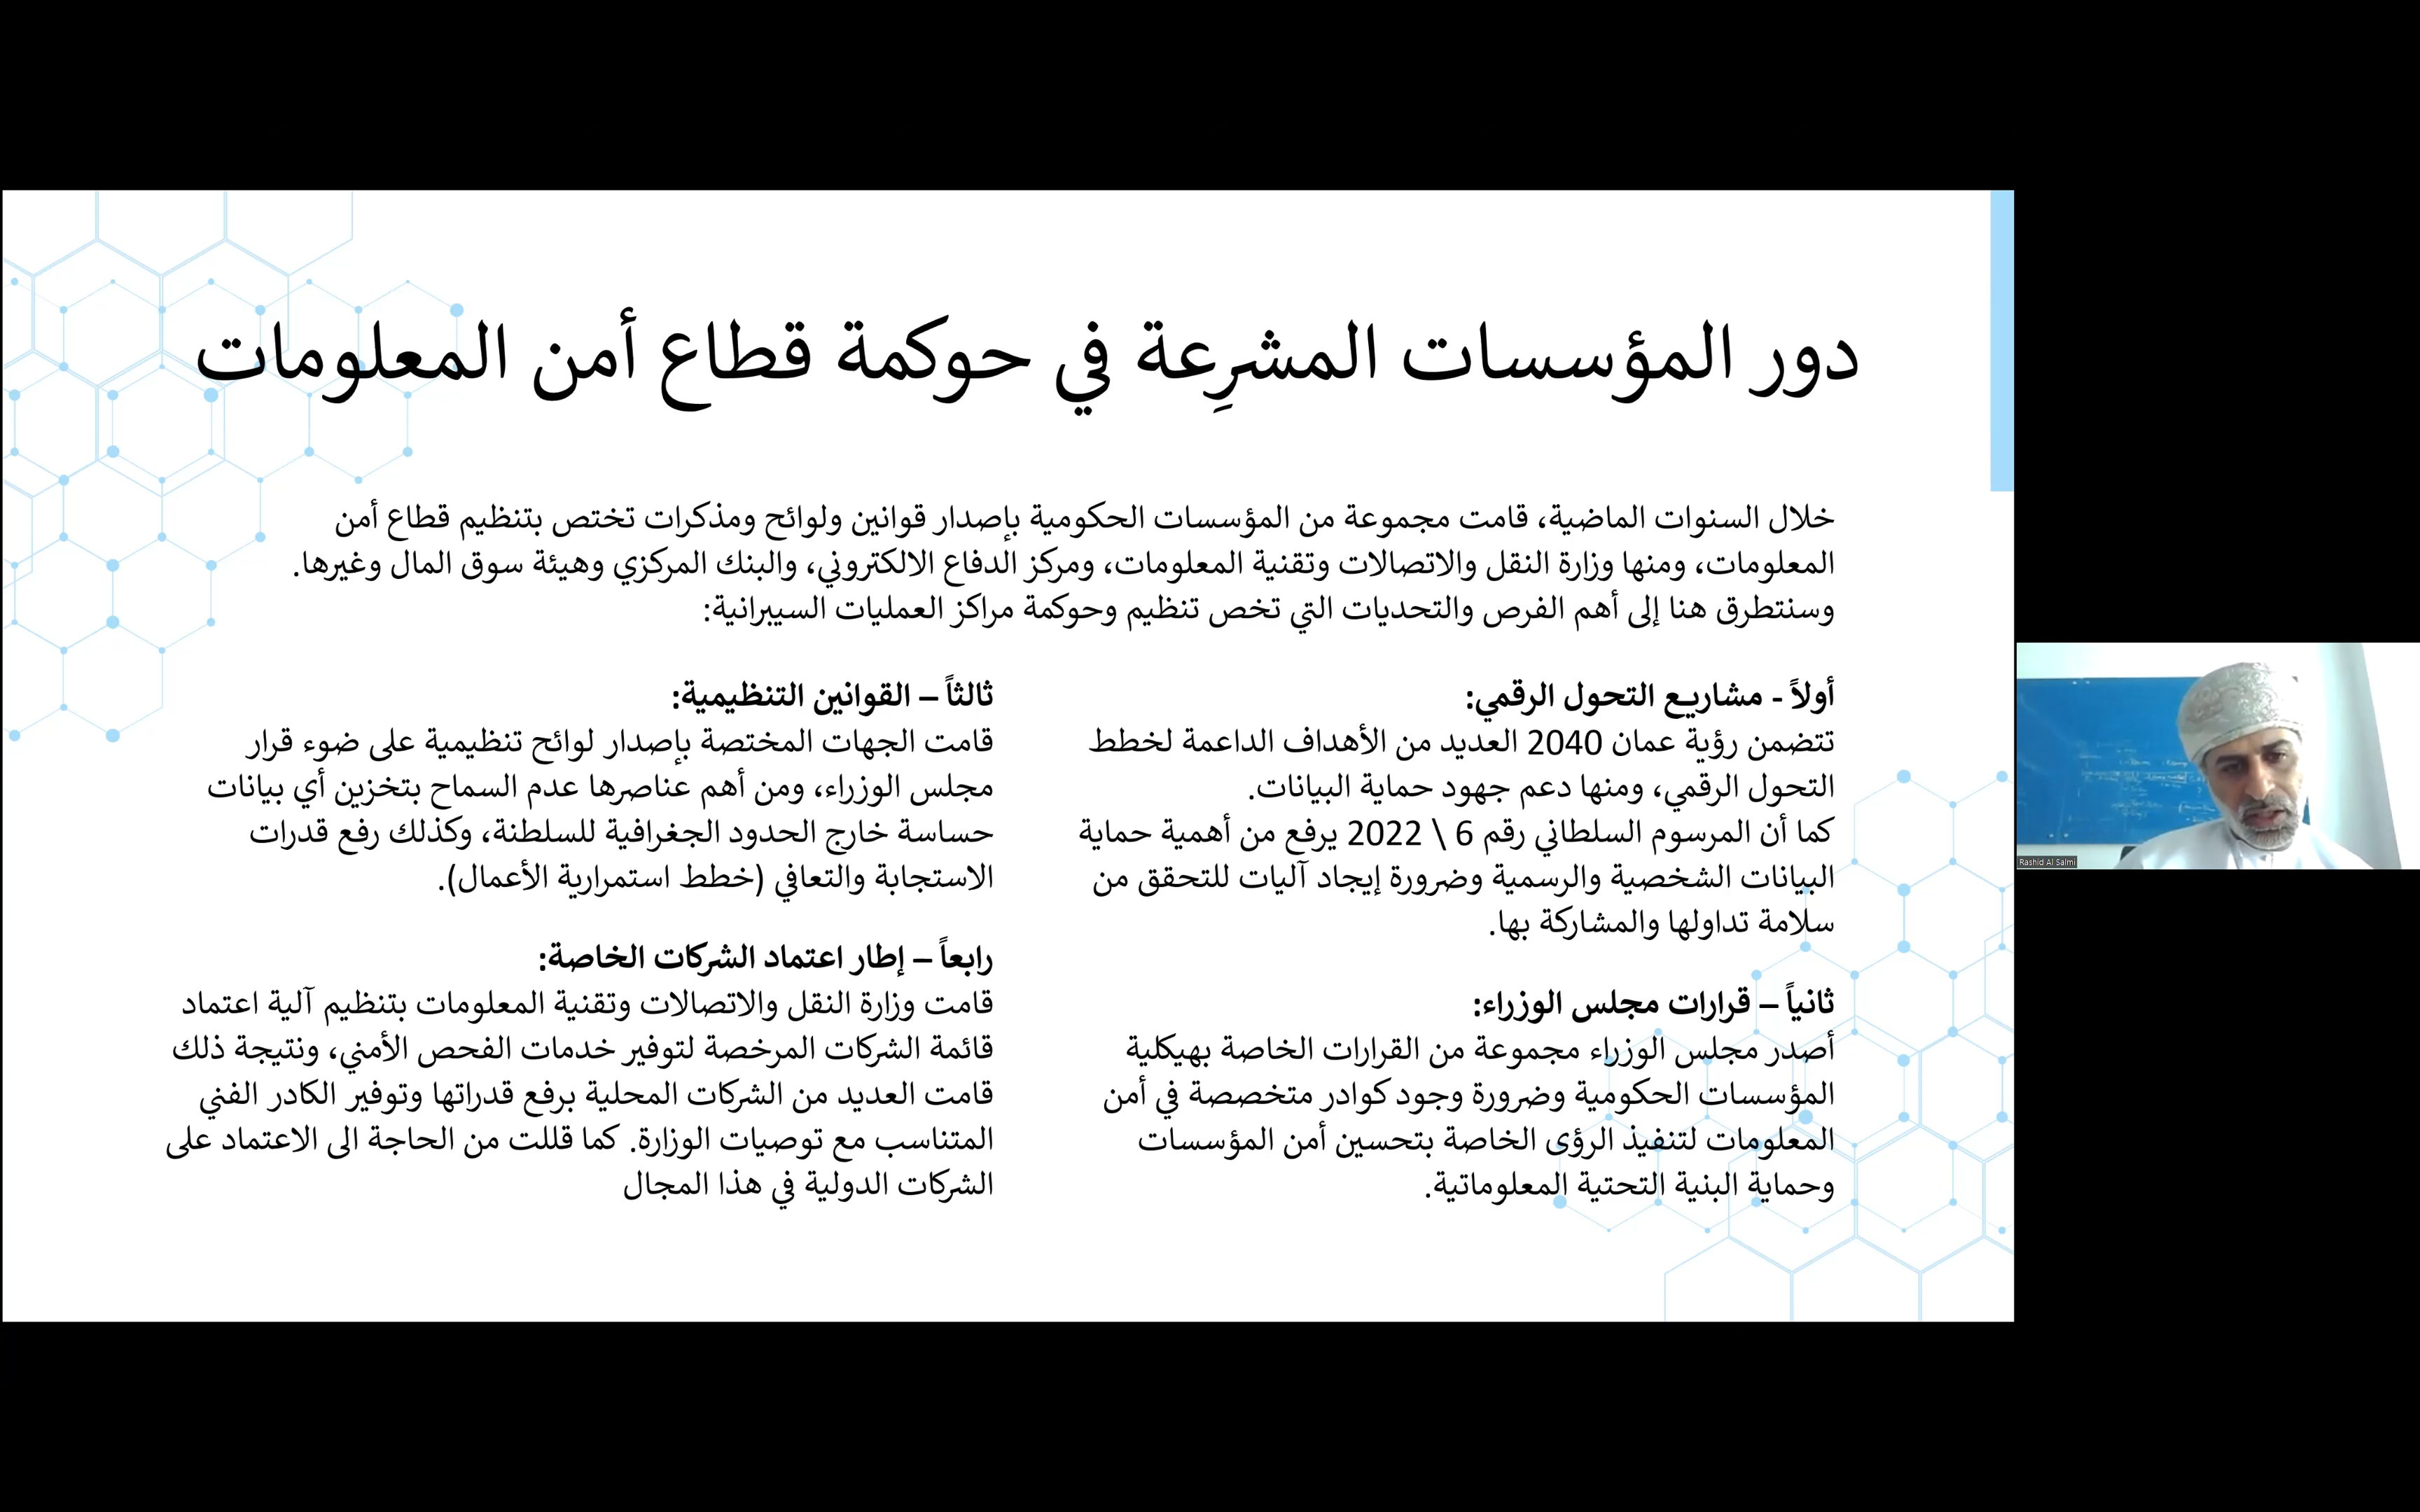 دور المؤسسات المشرِعة في حوكمة قطاع أمن المعلومات
خلال السنوات الماضية، قامت مجموعة من المؤسسات الحكومية بإصدار قوانين ولوائح ومذكرات تختص بتنظيم قطاع أمن
المعلومات، ومنها وزارة النقل والاتصالات وتقنية المعلومات، ومركز الدفاع الالكتروني، والبنك المركزي وهيئة سوق المال وغيرها.
وسنتطرق هنا إلى أهم الفرص والتحديات التي تخص تنظيم وحوكمة مراكز العمليات السيبرانية:
أولاً - مشاريع التحول الرقمي:
تتضمن رؤية عمان 2040 العديد من الأهداف الداعمة لخطط
التحول الرقمي، ومنها دعم جهود حماية البيانات.
كما أن المرسوم السلطاني رقم 6 \ 2022 يرفع من أهمية حماية
البيانات الشخصية والرسمية وضرورة إيجاد آليات للتحقق من
سلامة تداولها والمشاركة بها.
ثانياً – قرارات مجلس الوزراء:
أصدر مجلس الوزراء مجموعة من القرارات الخاصة بهيكلية
المؤسسات الحكومية وضرورة وجود كوادر متخصصة في أمن
المعلومات لتنفيذ الرؤى الخاصة بتحسين أمن المؤسسات
وحماية البنية التحتية المعلوماتية.
ثالثاً – القوانين التنظيمية:
قامت الجهات المختصة بإصدار لوائح تنظيمية على ضوء قرار
مجلس الوزراء، ومن أهم عناصرها عدم السماح بتخزين أي بيانات
حساسة خارج الحدود الجغرافية للسلطنة، وكذلك رفع قدرات
الاستجابة والتعافي (خطط استمرارية الأعمال).
رابعاً – إطار اعتماد الشركات الخاصة:
قامت وزارة النقل والاتصالات وتقنية المعلومات بتنظيم آلية اعتماد
قائمة الشركات المرخصة لتوفير خدمات الفحص الأمني، ونتيجة ذلك
قامت العديد من الشركات المحلية برفع قدراتها وتوفير الكادر الفني
المتناسب مع توصيات الوزارة. كما قللت من الحاجة الى الاعتماد على
الشركات الدولية في هذا المجال
Rashid Al Salmi